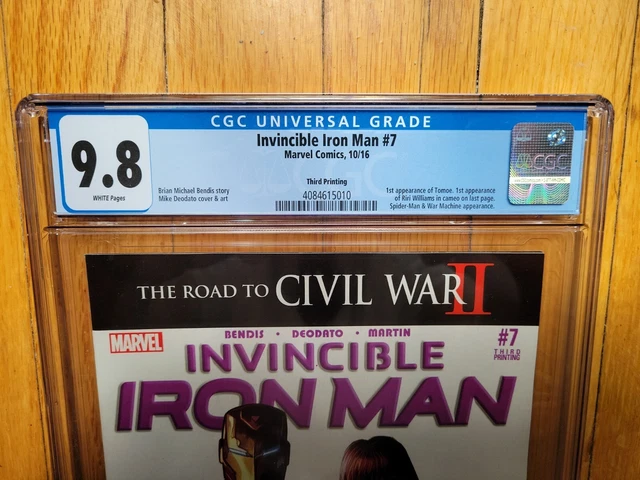 CGC UNIVERSAL GRADE
9.8
WHITE Pages
Invincible Iron Man #7
Marvel Comics, 10/16
Third Printing
Brian Michael Bendis story
Mike Deodato cover & art
4084615010
1st appearance of Tomoe. 1st appearance
of Riri Williams in cameo on last page.
Spider-Man & War Machine appearance.
CGC
THE ROAD TO CIVIL WAR II
MARVEL
BENDIS • DEODATO • MARTIN
#7
THIRD
PRINTING
INVINCIBLE
IRON MAN